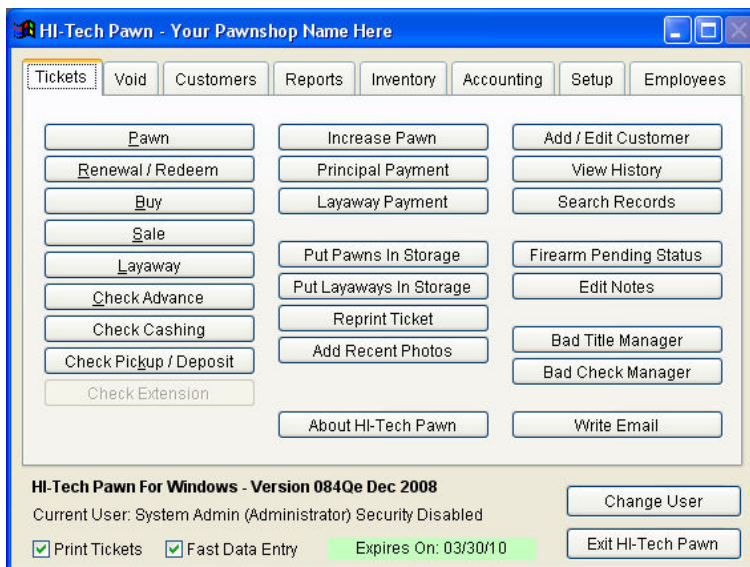 HI-Tech Pawn - Your Pawnshop Name Here
Tickets Void Customers Reports Inventory Accounting Setup Employees
Pawn Increase Pawn Add / Edit Customer
Renewal / Redeem Principal Payment View History
Buy Layaway Payment Search Records
Sale
Put Pawns In Storage Firearm Pending Status
Layaway
Put Layaways In Storage Edit Notes
Check Advance
Reprint Ticket
Check Cashing
Bad Title Manager
Add Recent Photos
Check Pickup / Deposit
Bad Check Manager
Check Extension
About HI-Tech Pawn Write Email
HI-Tech Pawn For Windows - Version 084Qe Dec 2008
Change User
Current User: System Admin (Administrator) Security Disabled
Print Tickets Fast Data Entry Expires On: 03/30/10 Exit HI-Tech Pawn